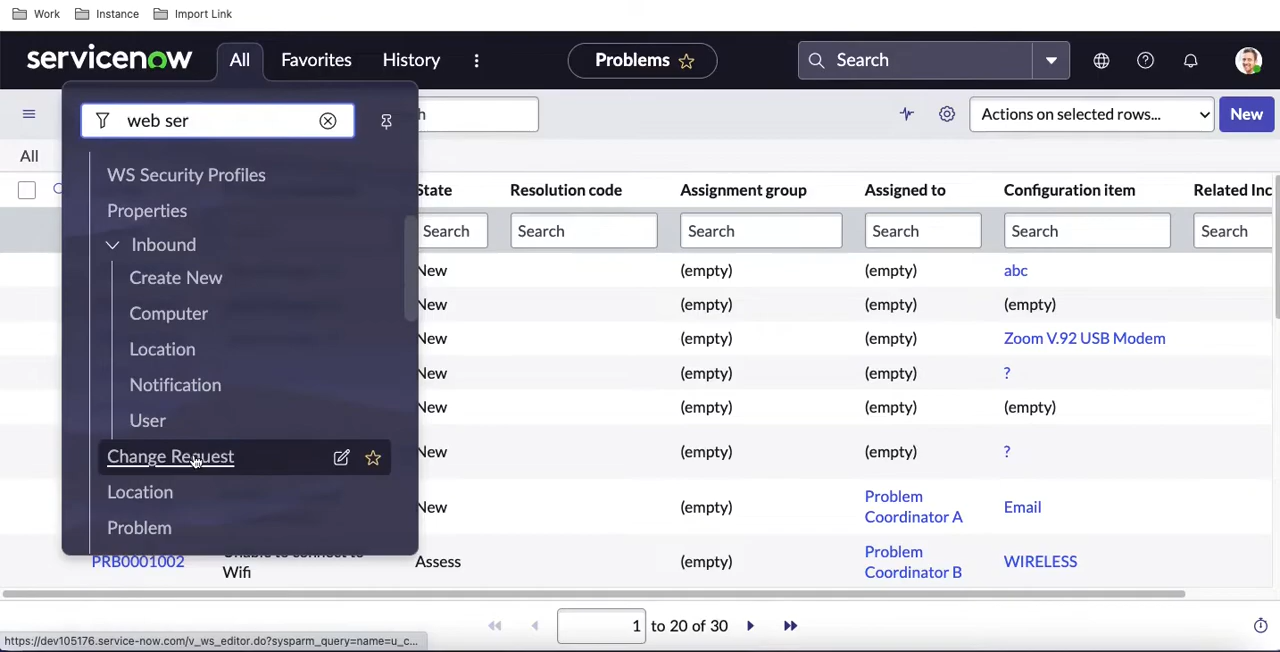 Work Instance Import Link
servicenow All Favorites History Problems Search
web ser
h Actions on selected rows... New
All
WS Security Profiles
Properties
Inbound
Create New
Computer
Location
Notification
User
Change Request
Location
Problem
State Resolution code Assignment group Assigned to Configuration item Related Inc
Search Search Search Search Search Search
New (empty) (empty) abc
New (empty) (empty) (empty)
New (empty) (empty) Zoom V.92 USB Modem
New (empty) (empty) ?
New (empty) (empty) (empty)
New (empty) (empty) ?
New (empty) Problem Coordinator A Email
PRB0001002 Unable to connect to Wifi Assess (empty) Problem Coordinator B WIRELESS
1 to 20 of 30
https://dev105176.service-now.com/v_ws_editor.do?sysparm_query=name=u_c...